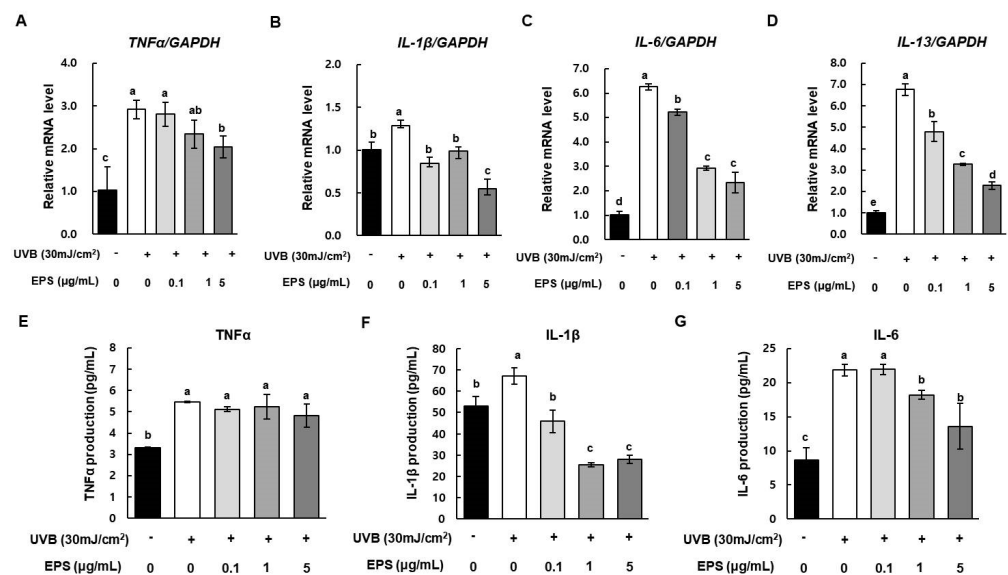 A
TNFα/GAPDH
Relative mRNA level
4.0
3.0
2.0
1.0
0.0
c
a
a
ab
b
UVB (30mJ/cm²) - + + + +
EPS (µg/mL) 0 0 0.1 1 5
B
IL-1β/GAPDH
Relative mRNA level
2.0
1.5
1.0
0.5
0.0
b
a
b
b
c
UVB (30mJ/cm²) - + + + +
EPS (µg/mL) 0 0 0.1 1 5
C
IL-6/GAPDH
Relative mRNA level
7.0
6.0
5.0
4.0
3.0
2.0
1.0
0.0
d
a
b
c
c
UVB (30mJ/cm²) - + + + +
EPS (µg/mL) 0 0 0.1 1 5
D
IL-13/GAPDH
Relative mRNA level
8.0
7.0
6.0
5.0
4.0
3.0
2.0
1.0
0.0
e
a
b
c
d
UVB (30mJ/cm²) - + + + +
EPS (µg/mL) 0 0 0.1 1 5
E
TNFα
TNFα production (pg/mL)
8
7
6
5
4
3
2
1
0
b
a
a
a
a
UVB (30mJ/cm²) - + + + +
EPS (µg/mL) 0 0 0.1 1 5
F
IL-1β
IL-1β production (pg/mL)
80
70
60
50
40
30
20
10
0
b
a
b
c
c
UVB (30mJ/cm²) - + + + +
EPS (µg/mL) 0 0 0.1 1 5
G
IL-6
IL-6 production (pg/mL)
25
20
15
10
5
0
c
a
a
b
b
UVB (30mJ/cm²) - + + + +
EPS (µg/mL) 0 0 0.1 1 5